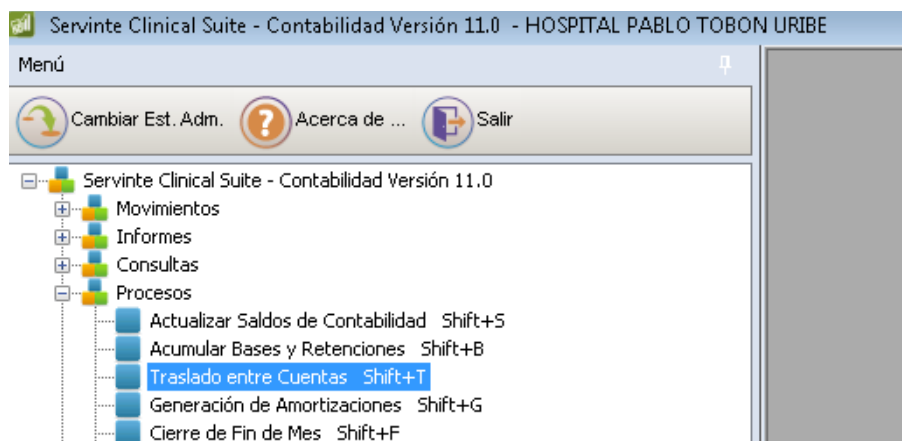 Servinte Clinical Suite - Contabilidad Versión 11.0 - HOSPITAL PABLO TOBON URIBE
Menú
Cambiar Est. Adm. Acerca de ... Salir
Servinte Clinical Suite - Contabilidad Versión 11.0
Movimientos
Informes
Consultas
Procesos
Actualizar Saldos de Contabilidad Shift+S
Acumular Bases y Retenciones Shift+B
Traslado entre Cuentas Shift+T
Generación de Amortizaciones Shift+G
Cierre de Fin de Mes Shift+F